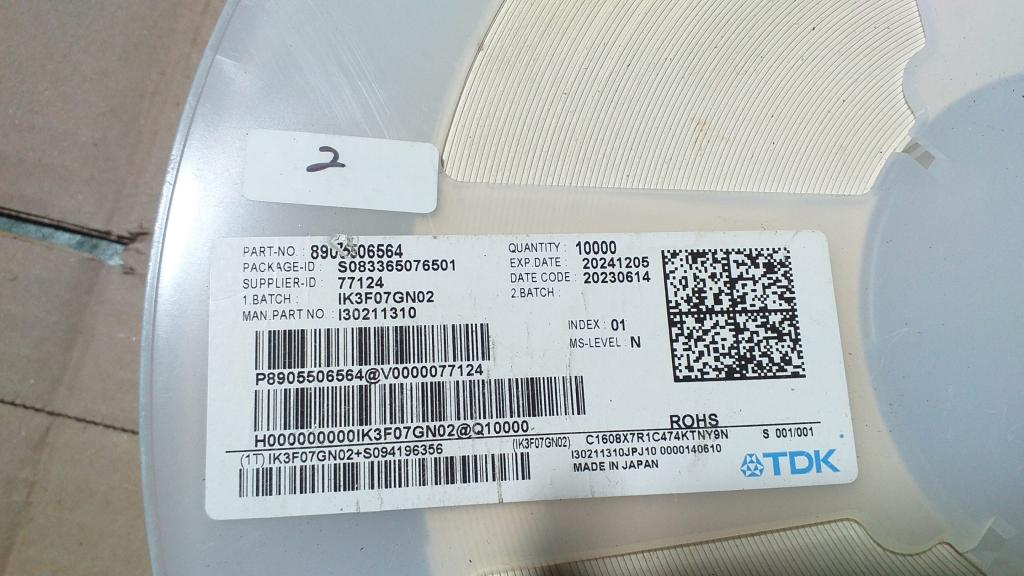 2
PART-NO : 8905506564
PACKAGE-ID : S083365076501
SUPPLIER-ID : 77124
1.BATCH : IK3F07GN02
MAN.PART NO. : I30211310
QUANTITY : 10000
EXP.DATE : 20241205
DATE CODE : 20230614
2.BATCH :
INDEX : 01
MS-LEVEL : N
P8905506564@V0000077124
H000000000IK3F07GN02@Q10000
ROHS
(1T) IK3F07GN02+S094196356
(IK3F07GN02) C1608X7R1C474KTNY9N S 001/001
I30211310JPJ10 0000140610
MADE IN JAPAN
TDK